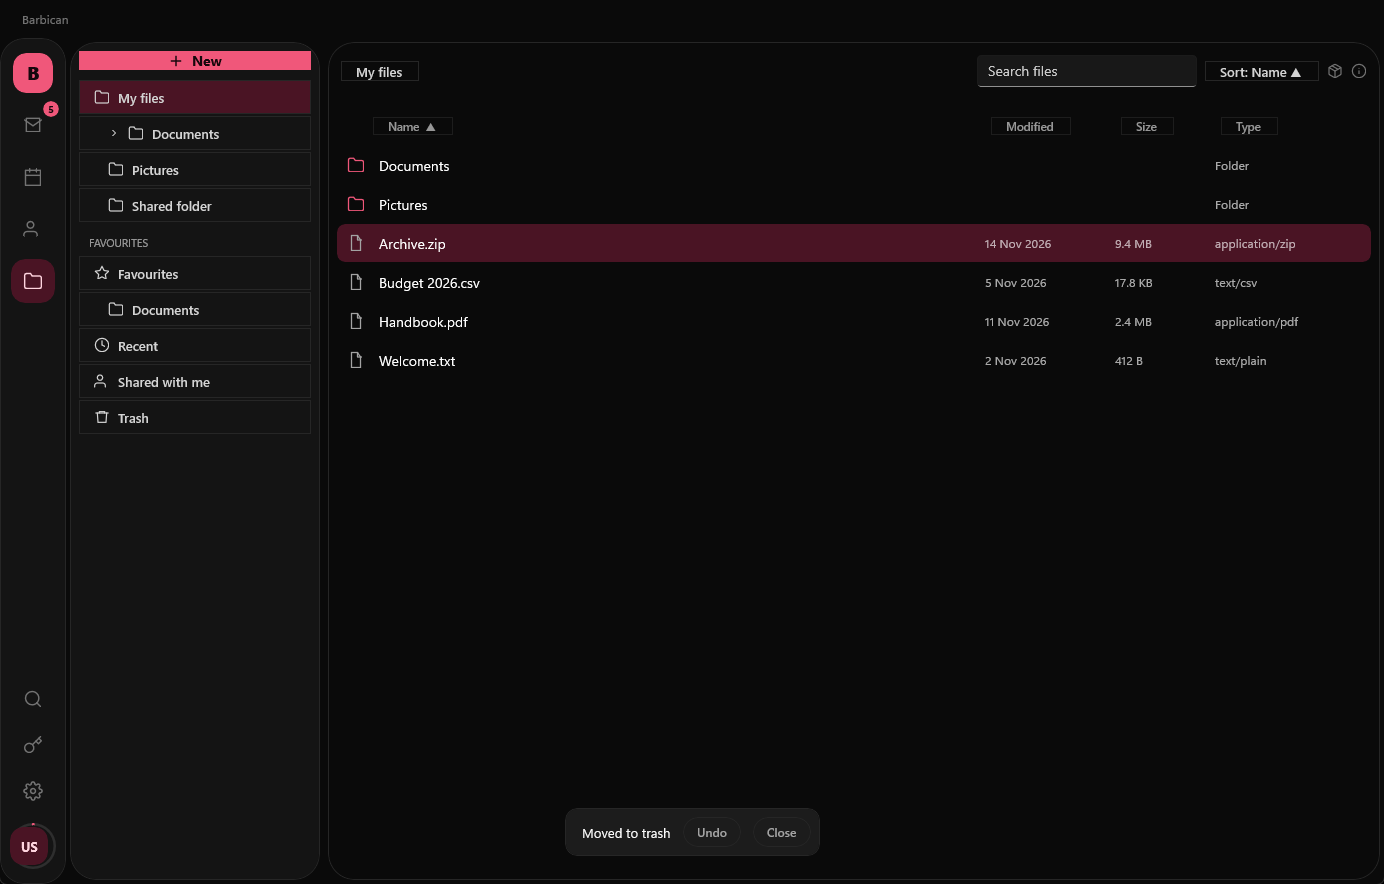 Barbican
B
5
US
+ New
My files
Documents
Pictures
Shared folder
FAVOURITES
Favourites
Documents
Recent
Shared with me
Trash
My files
Search files
Sort: Name ▲
Name ▲ Modified Size Type
Documents Folder
Pictures Folder
Archive.zip 14 Nov 2026 9.4 MB application/zip
Budget 2026.csv 5 Nov 2026 17.8 KB text/csv
Handbook.pdf 11 Nov 2026 2.4 MB application/pdf
Welcome.txt 2 Nov 2026 412 B text/plain
Moved to trash Undo Close